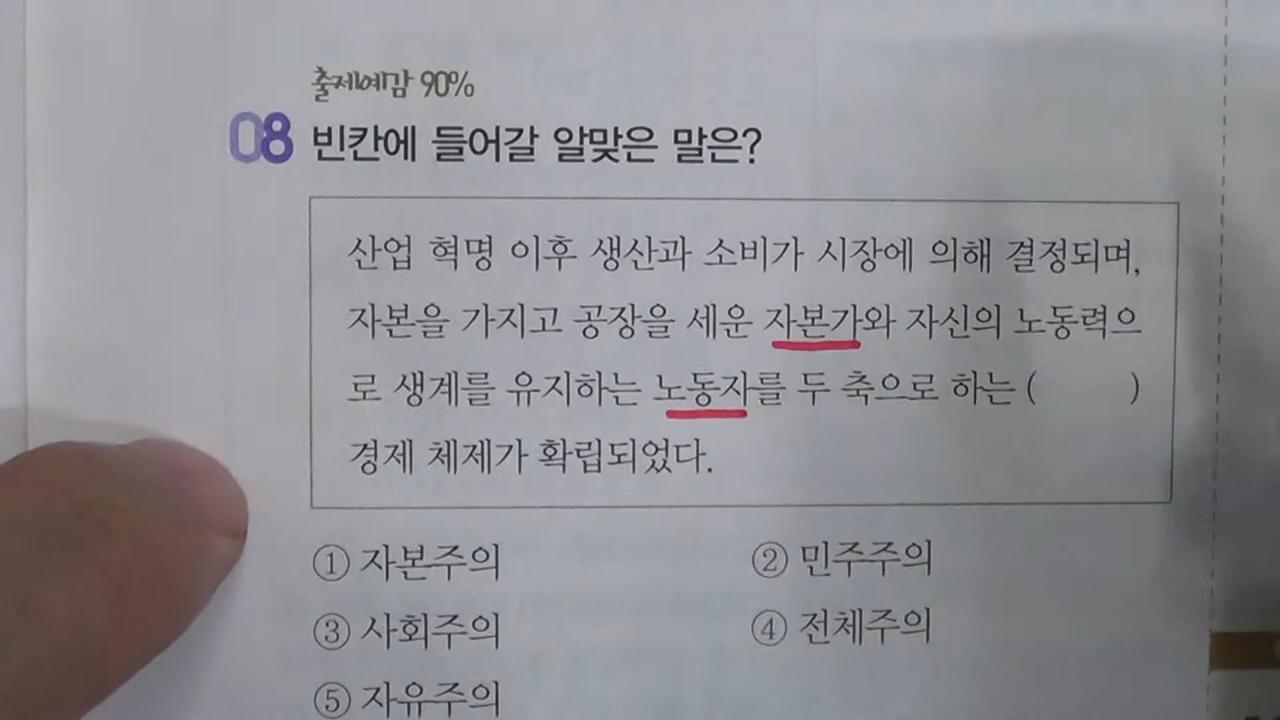 출제예감 90%
08 빈칸에 들어갈 알맞은 말은?
산업 혁명 이후 생산과 소비가 시장에 의해 결정되며,
자본을 가지고 공장을 세운 자본가와 자신의 노동력으
로 생계를 유지하는 노동자를 두 축으로 하는 (    )
경제 체제가 확립되었다.
① 자본주의 ② 민주주의
③ 사회주의 ④ 전체주의
⑤ 자유주의